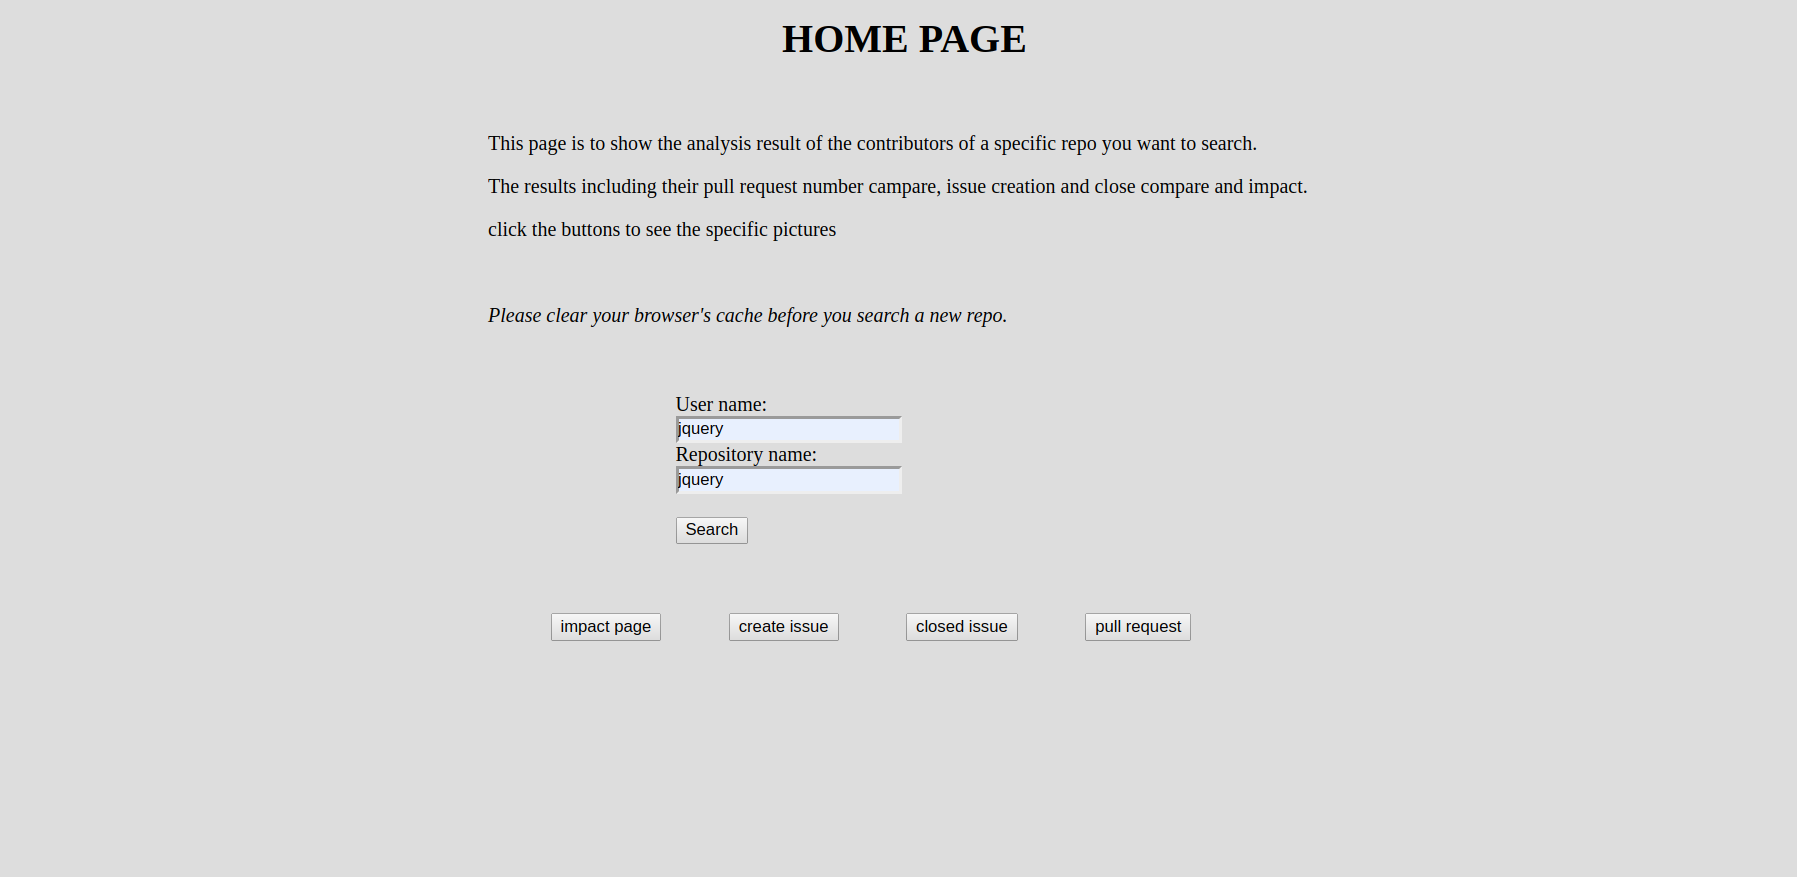 HOME PAGE
This page is to show the analysis result of the contributors of a specific repo you want to search.
The results including their pull request number campare, issue creation and close compare and impact.
click the buttons to see the specific pictures
Please clear your browser's cache before you search a new repo.
User name:
jquery
Repository name:
jquery
Search
impact page create issue closed issue pull request